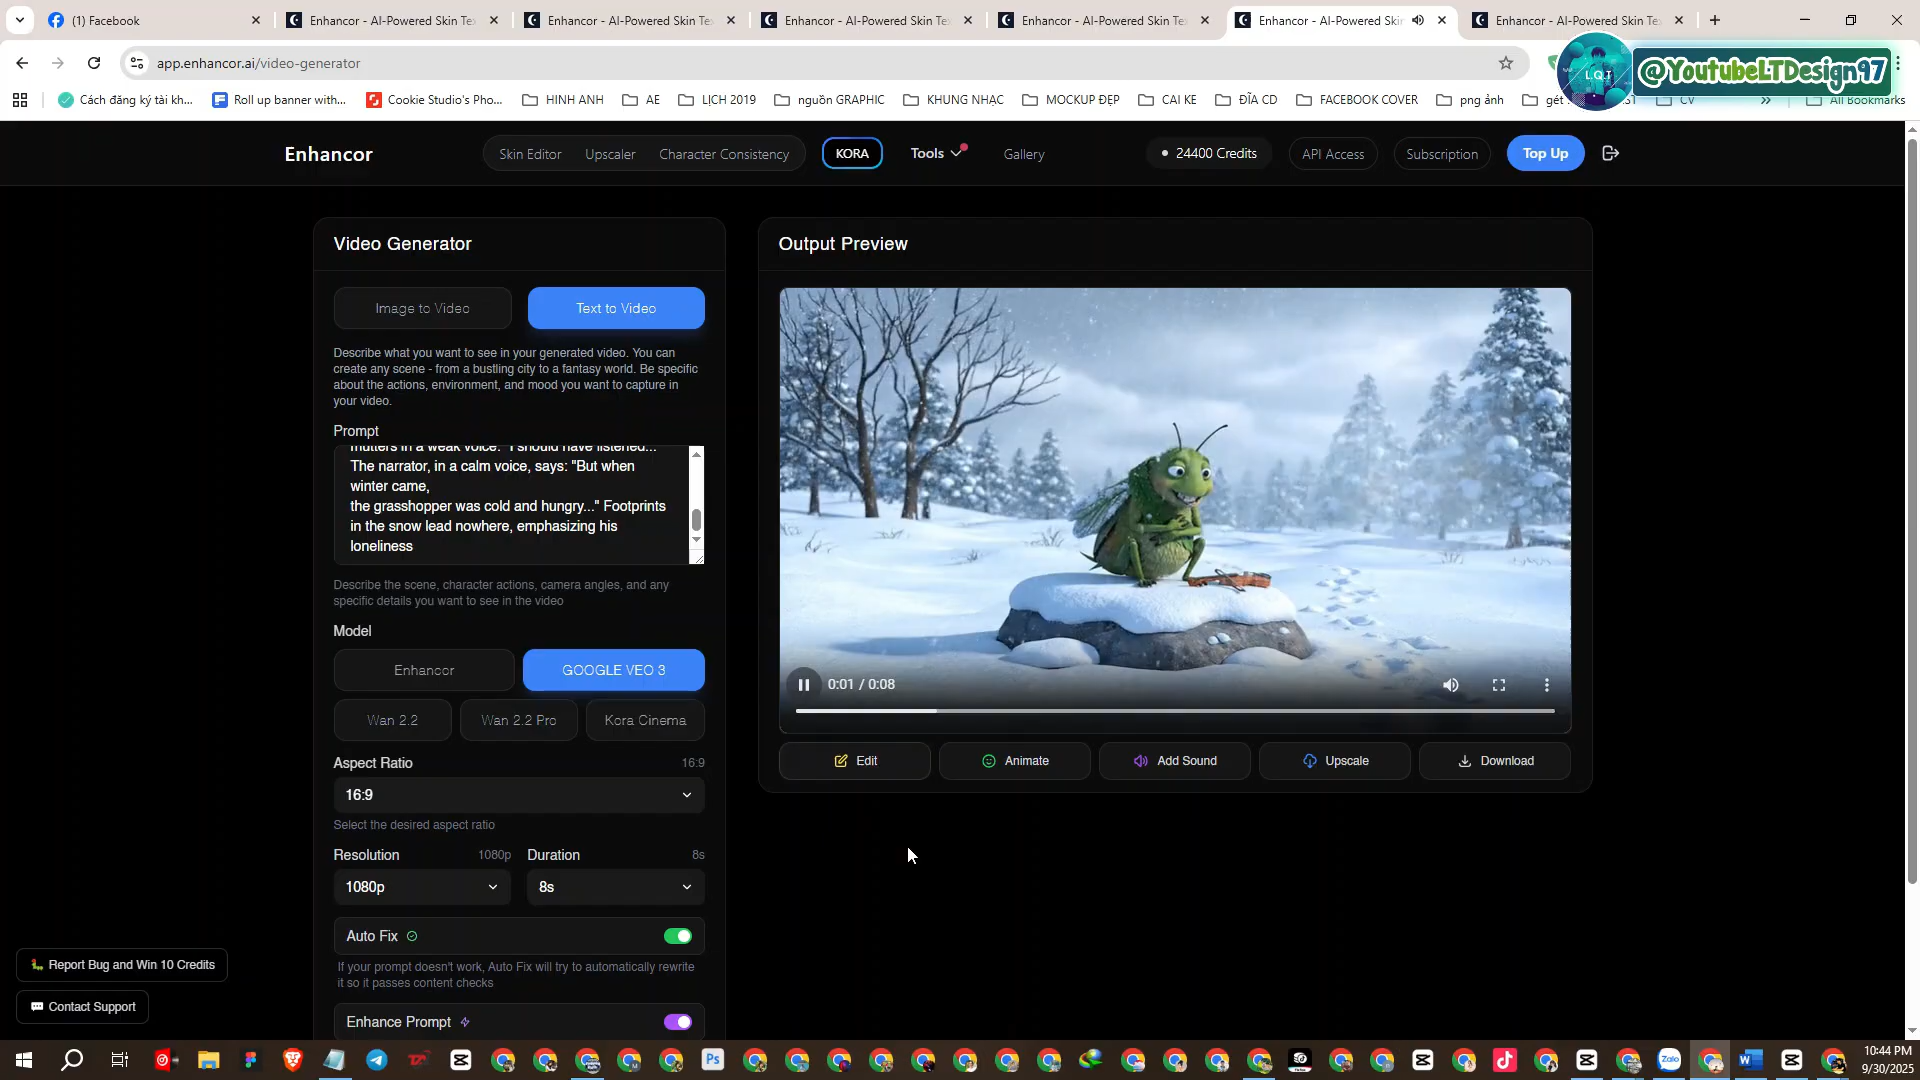 (1) Facebook
Enhancor - AI-Powered Skin Te
Enhancor - AI-Powered Skin Te
Enhancor - AI-Powered Skin Te
Enhancor - AI-Powered Skin Te
Enhancor - AI-Powered Skin
Enhancor - AI-Powered Skin Te
app.enhancor.ai/video-generator
@YoutubeLTDesign97
LQT
Cách đăng ký tài kh...
Roll up banner with...
Cookie Studio's Pho...
HINH ANH
AE
LỊCH 2019
nguồn GRAPHIC
KHUNG NHẠC
MOCKUP ĐẸP
CAI KE
ĐĨA CD
FACEBOOK COVER
png ảnh
gét
CV
All Bookmarks
Enhancor
Skin Editor
Upscaler
Character Consistency
KORA
Tools
Gallery
24400 Credits
API Access
Subscription
Top Up
Video Generator
Image to Video
Text to Video
Describe what you want to see in your generated video. You can
create any scene - from a bustling city to a fantasy world. Be specific
about the actions, environment, and mood you want to capture in
your video.
Prompt
mutters in a weak voice: "I should have listened...
The narrator, in a calm voice, says: "But when
winter came,
the grasshopper was cold and hungry..." Footprints
in the snow lead nowhere, emphasizing his
loneliness
Describe the scene, character actions, camera angles, and any
specific details you want to see in the video
Model
Enhancor
GOOGLE VEO 3
Wan 2.2
Wan 2.2 Pro
Kora Cinema
Aspect Ratio
16:9
16:9
Select the desired aspect ratio
Resolution
1080p
Duration
8s
1080p
8s
Auto Fix
If your prompt doesn't work, Auto Fix will try to automatically rewrite
it so it passes content checks
Enhance Prompt
Output Preview
0:01 / 0:08
Edit
Animate
Add Sound
Upscale
Download
Report Bug and Win 10 Credits
Contact Support
Ps
Zalo
10:44 PM
9/30/2025